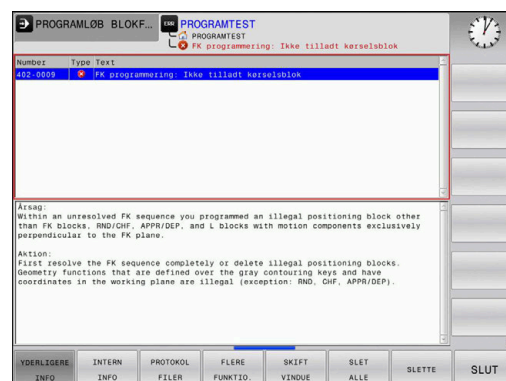 PROGRAMLØB BLOKF...
PROGRAMTEST
PROGRAMTEST
FK programmering: Ikke tilladt kørselsblok
Number Type Text
402-0009 FK programmering: Ikke tilladt kørselsblok
Årsag:
Within an unresolved FK sequence you programmed an illegal positioning block other
than FK blocks, RND/CHF, APPR/DEP, and L blocks with motion components exclusively
perpendicular to the FK plane.
Aktion:
First resolve the FK sequence completely or delete illegal positioning blocks.
Geometry functions that are defined over the gray contouring keys and have
coordinates in the working plane are illegal (exception: RND, CHF, APPR/DEP).
YDERLIGERE INFO
INTERN INFO
PROTOKOL FILER
FLERE FUNKTIO.
SKIFT VINDUE
SLET ALLE
SLETTE
SLUT